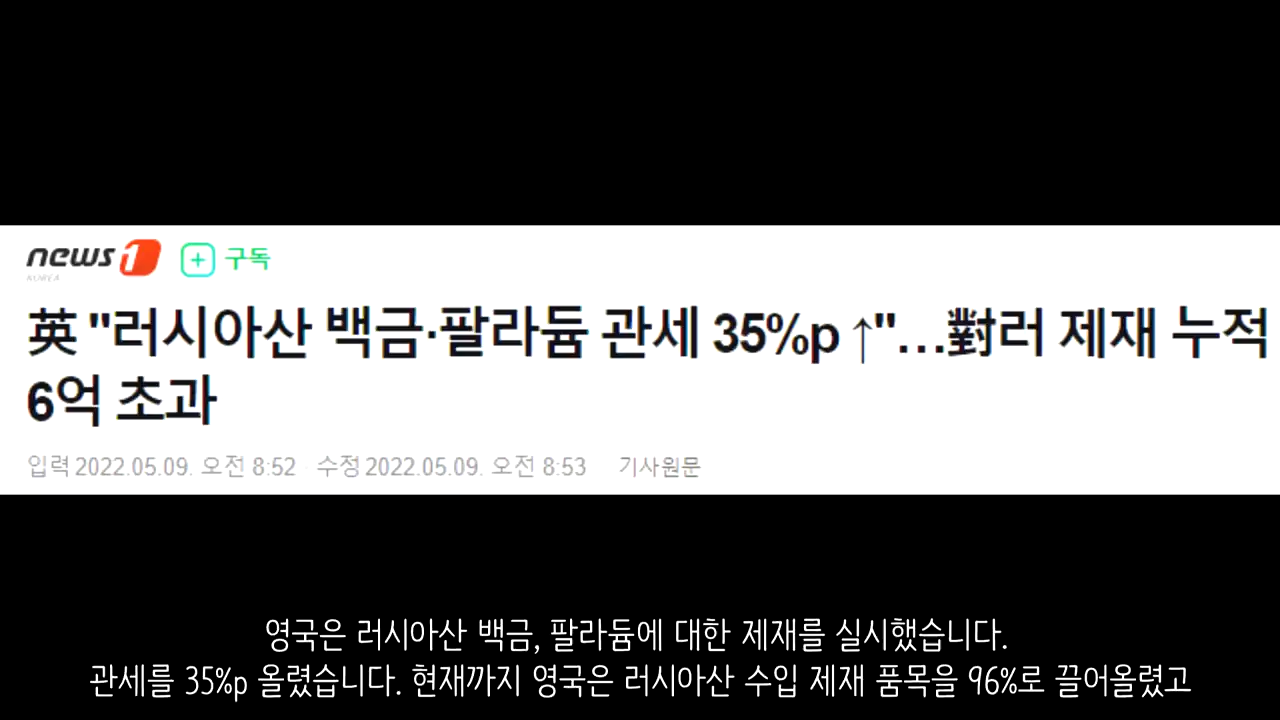 news1
KOREA
구독
英 "러시아산 백금·팔라듐 관세 35%p ↑"…對러 제재 누적
6억 초과
입력 2022.05.09. 오전 8:52 수정 2022.05.09. 오전 8:53 기사원문
영국은 러시아산 백금, 팔라듐에 대한 제재를 실시했습니다.
관세를 35%p 올렸습니다. 현재까지 영국은 러시아산 수입 제재 품목을 96%로 끌어올렸고